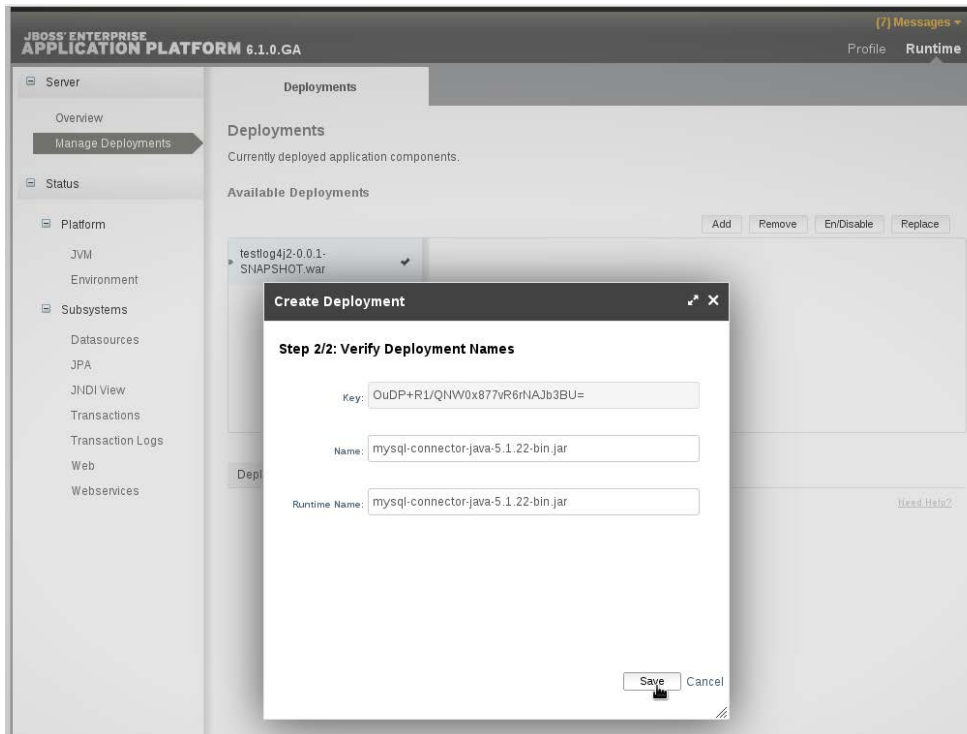 (7) Messages
JBOSS' ENTERPRISE
APPLICATION PLATFORM 6.1.0.GA
Profile Runtime
Server
Overview
Manage Deployments
Status
Platform
JVM
Environment
Subsystems
Datasources
JPA
JNDI View
Transactions
Transaction Logs
Web
Webservices
Deployments
Deployments
Currently deployed application components.
Available Deployments
Add Remove En/Disable Replace
testlog4j2-0.0.1-
SNAPSHOT.war
Depl
Need Help?
Create Deployment
Step 2/2: Verify Deployment Names
Key: OuDP+R1/QNW0x877vR6rNAJb3BU=
Name: mysql-connector-java-5.1.22-bin.jar
Runtime Name: mysql-connector-java-5.1.22-bin.jar
Save Cancel